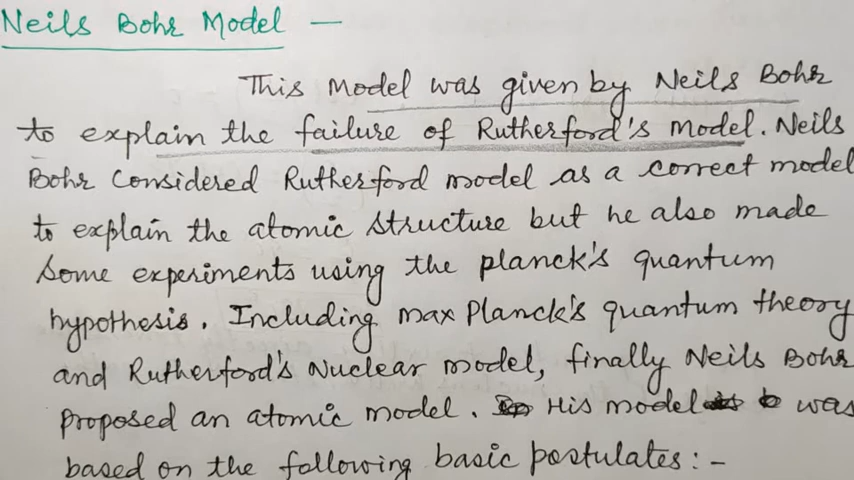 Neils Bohr Model —
This Model was given by Neils Bohr
to explain the failure of Rutherford's model. Neils
Bohr Considered Rutherford model as a correct model
to explain the atomic structure but he also made
some experiments using the planck's quantum
hypothesis. Including max Planck's quantum theory
and Rutherford's Nuclear model, finally Neils Bohr
proposed an atomic model. His model was
based on the following basic postulates:-